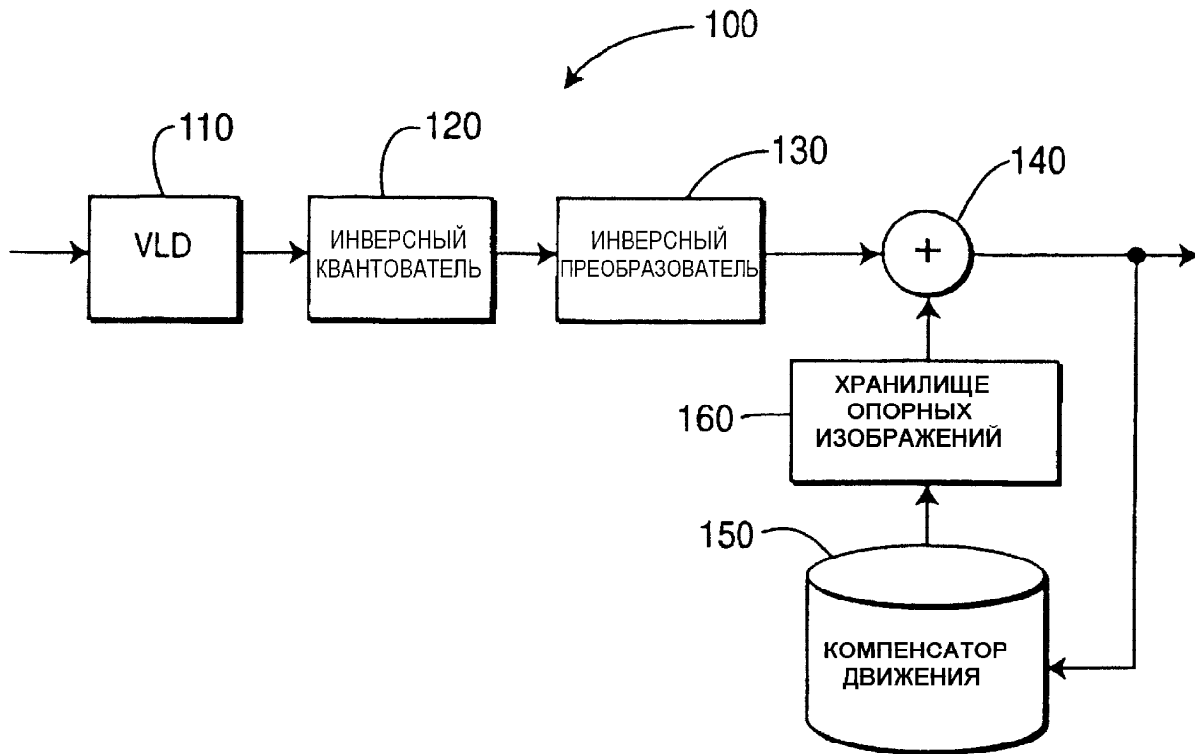 100
110
120
130
140
VLD
ИНВЕРСНЫЙ
КВАНТОВАТЕЛЬ
ИНВЕРСНЫЙ
ПРЕОБРАЗОВАТЕЛЬ
+
160
ХРАНИЛИЩЕ
ОПОРНЫХ
ИЗОБРАЖЕНИЙ
150
КОМПЕНСАТОР
ДВИЖЕНИЯ